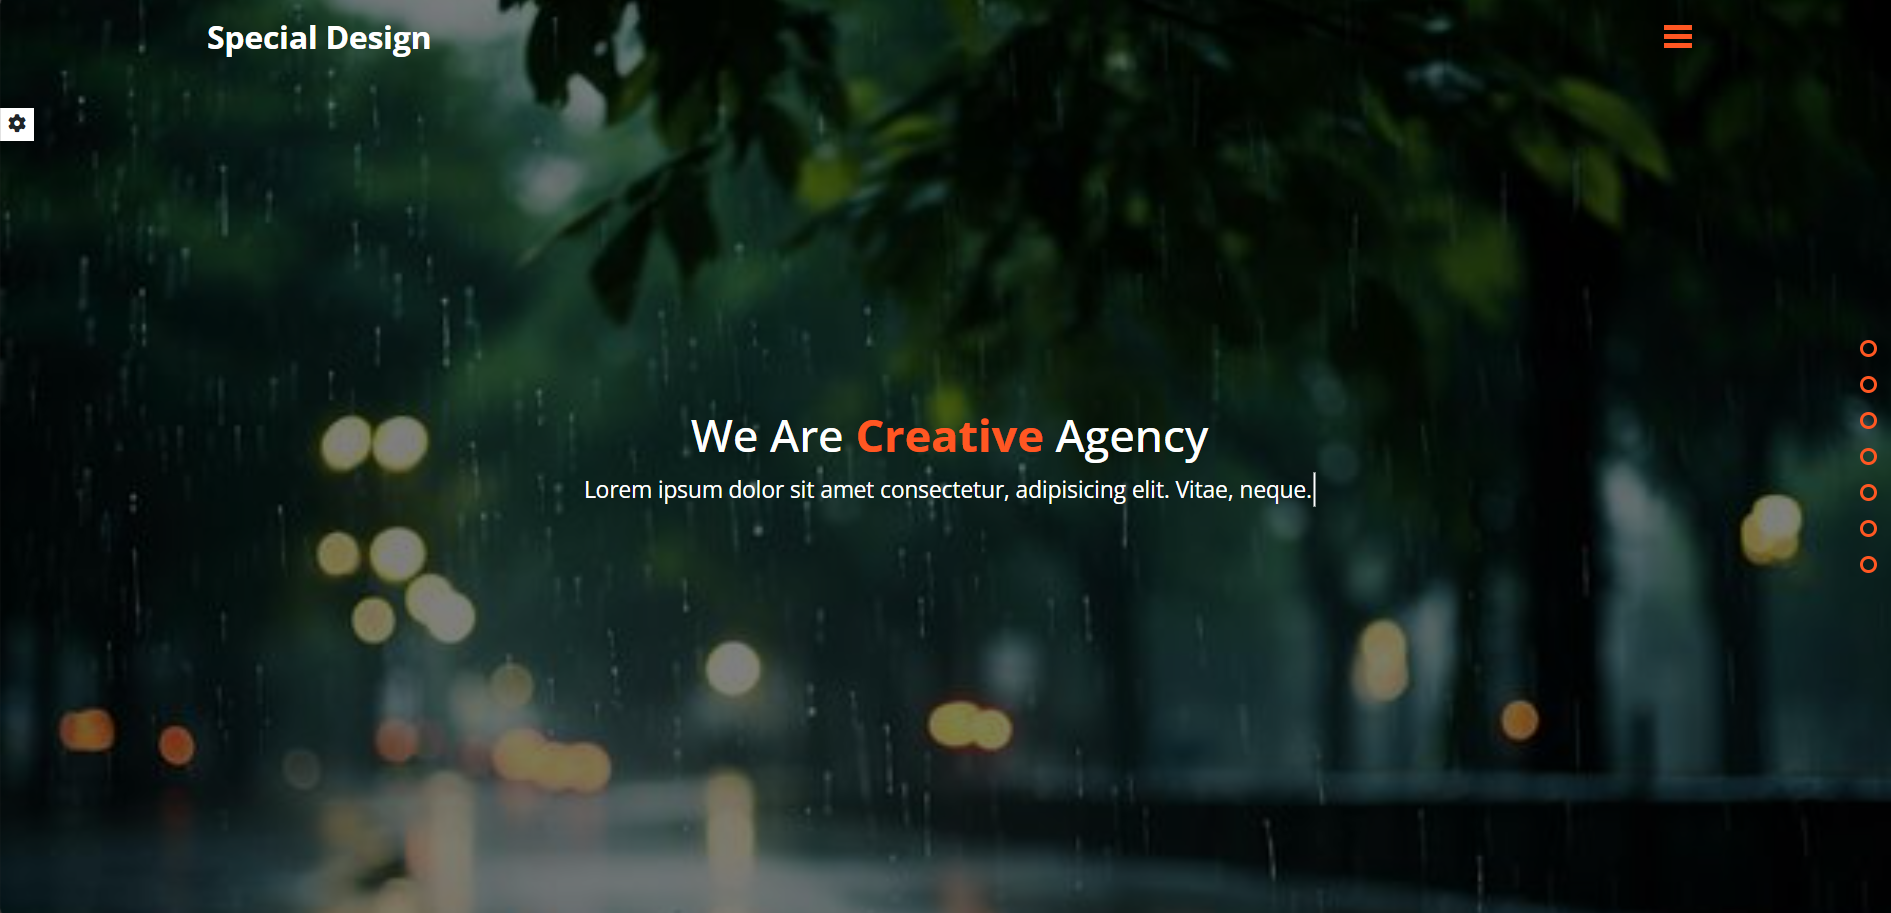 Special Design
We Are Creative Agency
Lorem ipsum dolor sit amet consectetur, adipisicing elit. Vitae, neque.